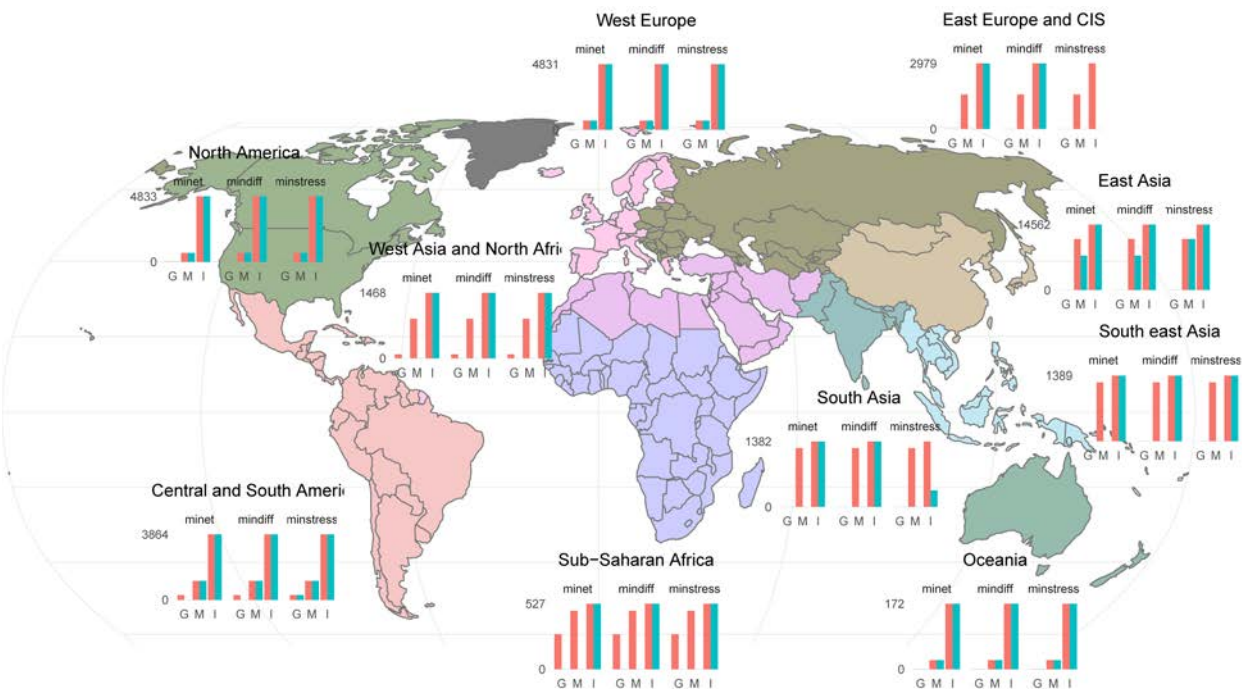 West Europe
minet mindiff minstress
4831
G M I G M I G M I
East Europe and CIS
minet mindiff minstress
2979
0
G M I G M I G M I
North America
minet mindiff minstress
4833
0
G M I G M I G M I
East Asia
minet mindiff minstress
14562
0
G M I G M I G M I
West Asia and North Afri
minet mindiff minstress
1468
0
G M I G M I G M I
South east Asia
minet mindiff minstress
1389
G M I G M I G M I
South Asia
minet mindiff minstress
1382
0
G M I G M I G M I
Central and South Ameri
minet mindiff minstress
3864
0
G M I G M I G M I
Sub-Saharan Africa
minet mindiff minstress
527
0
G M I G M I G M I
Oceania
minet mindiff minstress
172
0
G M I G M I G M I